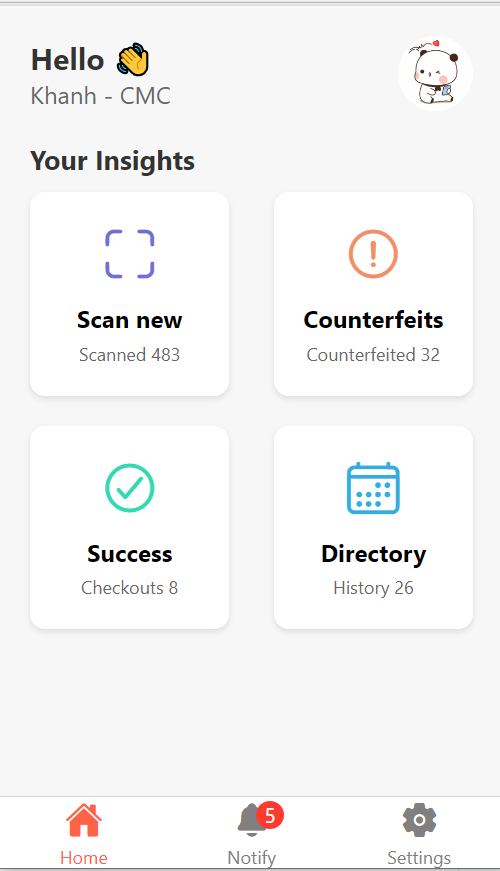 Hello 👋
Khanh - CMC
Your Insights
Scan new
Scanned 483
Counterfeits
Counterfeited 32
Success
Checkouts 8
Directory
History 26
5
Home
Notify
Settings